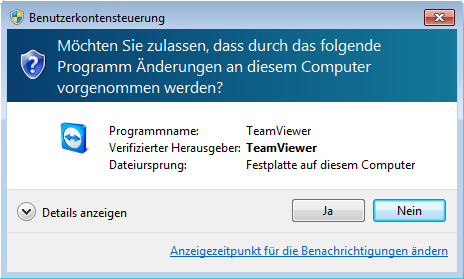 Benutzerkontensteuerung
Möchten Sie zulassen, dass durch das folgende
Programm Änderungen an diesem Computer
vorgenommen werden?
Programmname: TeamViewer
Verifizierter Herausgeber: TeamViewer
Dateiursprung: Festplatte auf diesem Computer
Details anzeigen Ja Nein
Anzeigezeitpunkt für die Benachrichtigungen ändern